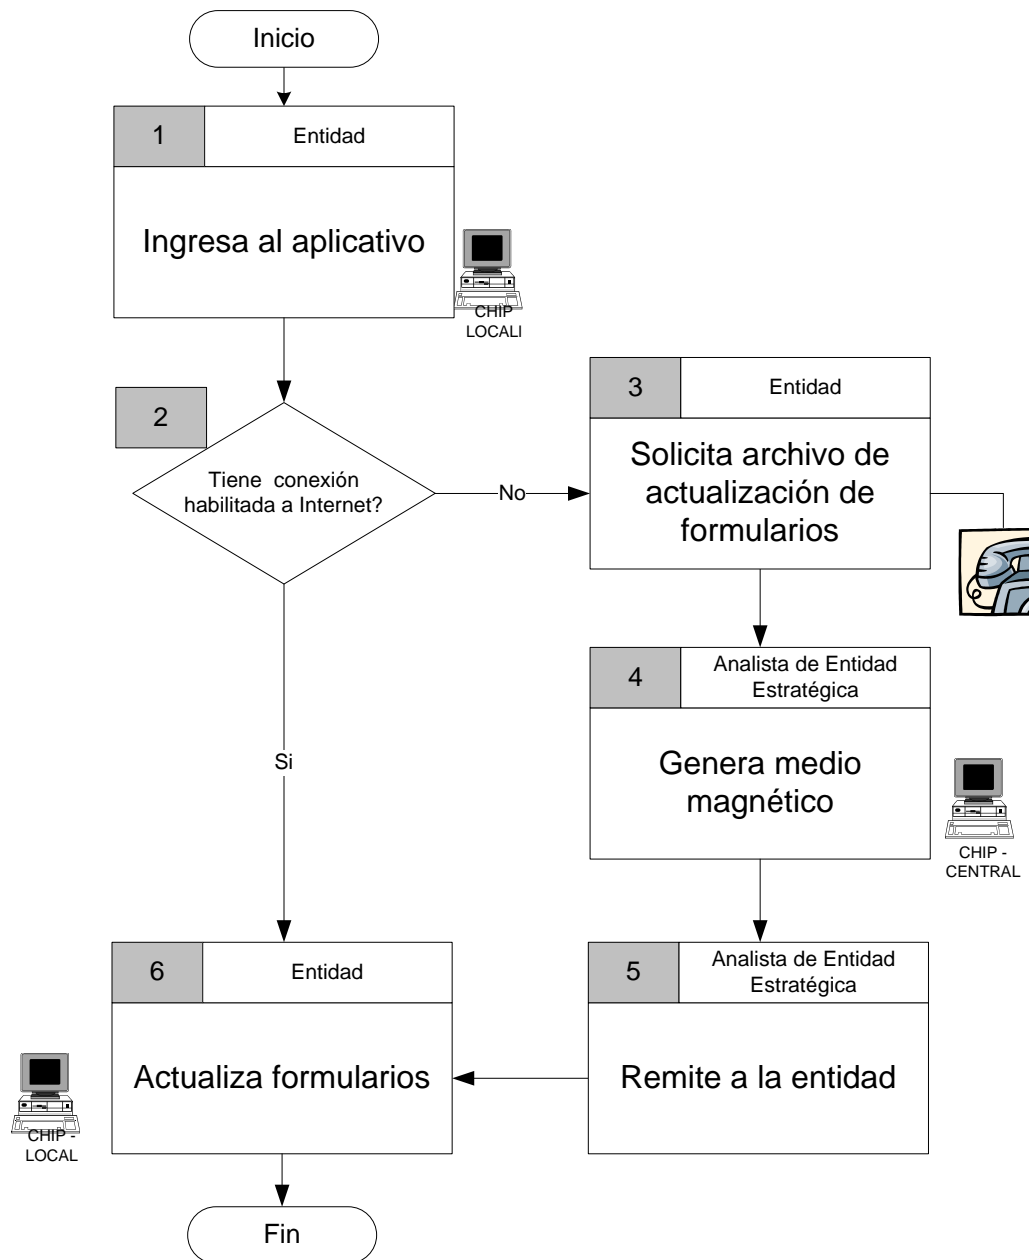 Inicio
1
Entidad
Ingresa al aplicativo
CHIP
LOCALI
2
Tiene conexión
habilitada a Internet?
No
Si
3
Entidad
Solicita archivo de
actualización de
formularios
4
Analista de Entidad
Estratégica
Genera medio
magnético
CHIP -
CENTRAL
5
Analista de Entidad
Estratégica
Remite a la entidad
6
Entidad
Actualiza formularios
CHIP -
LOCAL
Fin